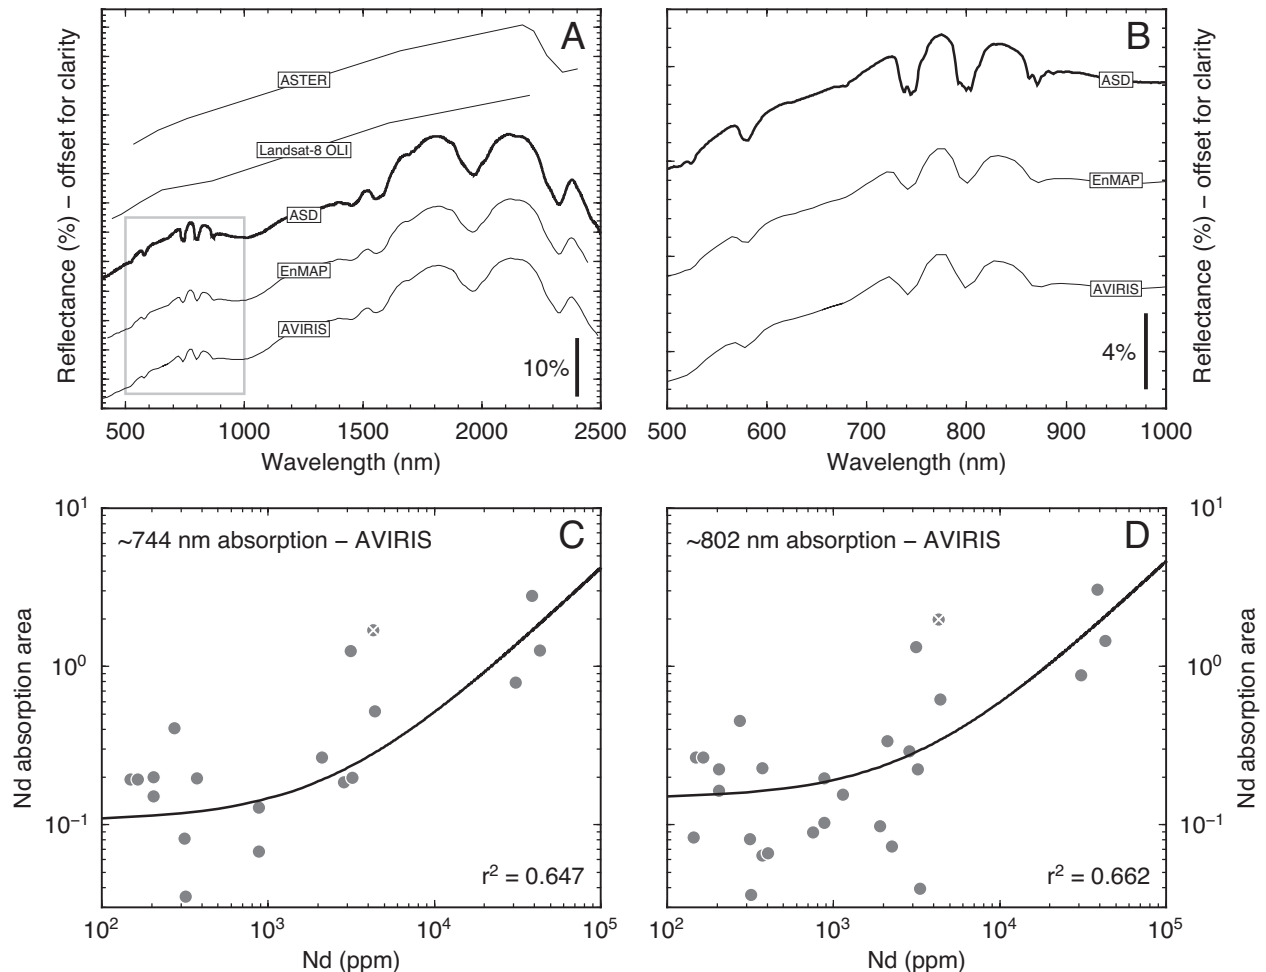 A
ASTER
Landsat-8 OLI
ASD
EnMAP
AVIRIS
10%
Reflectance (%) – offset for clarity
500 1000 1500 2000 2500
Wavelength (nm)
B
ASD
EnMAP
AVIRIS
4%
Reflectance (%) – offset for clarity
500 600 700 800 900 1000
Wavelength (nm)
~744 nm absorption – AVIRIS
C
10¹
10⁰
10⁻¹
Nd absorption area
r² = 0.647
10² 10³ 10⁴ 10⁵
Nd (ppm)
~802 nm absorption – AVIRIS
D
10¹
10⁰
10⁻¹
Nd absorption area
r² = 0.662
10² 10³ 10⁴ 10⁵
Nd (ppm)